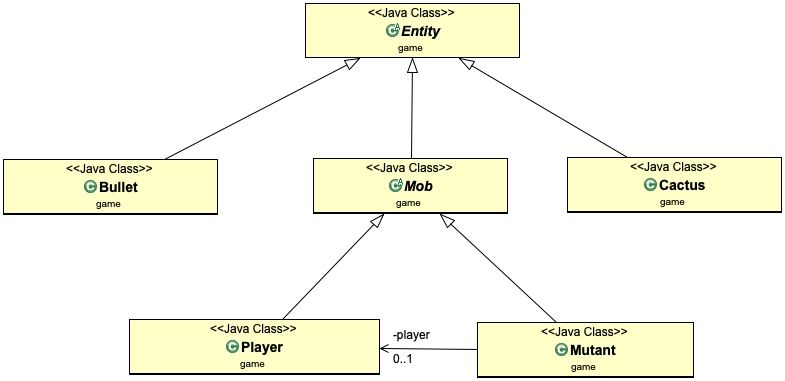 <<Java Class>>
Entity
game
<<Java Class>>
Bullet
game
<<Java Class>>
Mob
game
<<Java Class>>
Cactus
game
<<Java Class>>
Player
game
-player
0..1
<<Java Class>>
Mutant
game